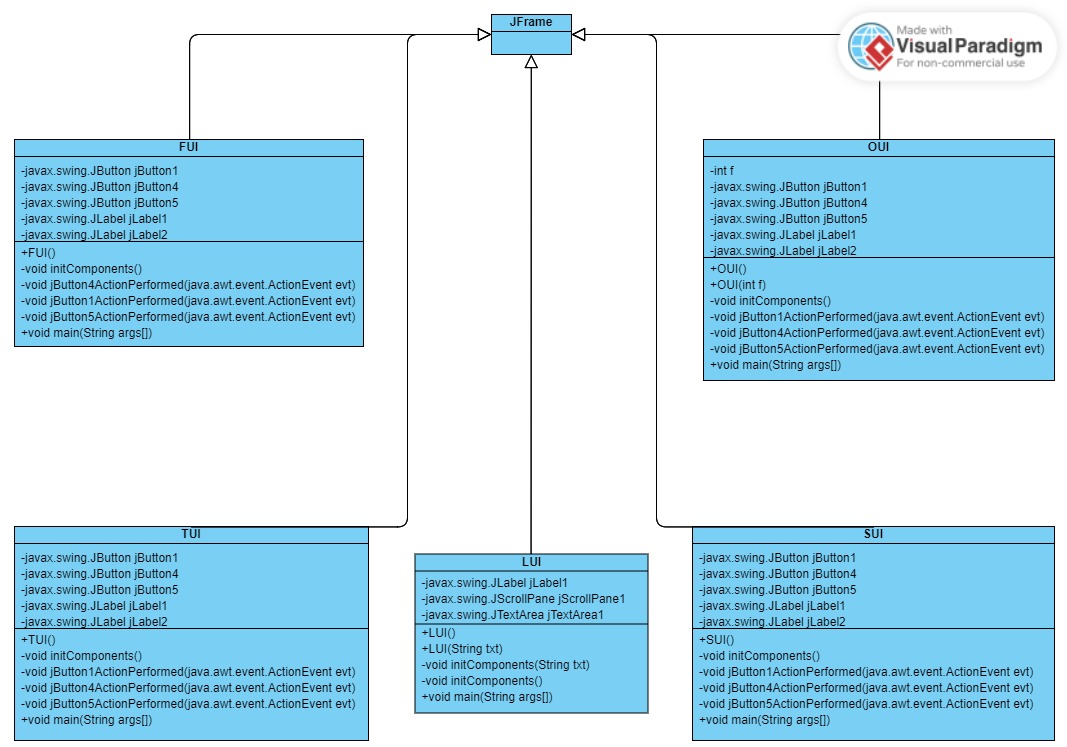 JFrame
Made with
VisualParadigm
For non-commercial use
FUI
-javax.swing.JButton jButton1
-javax.swing.JButton jButton4
-javax.swing.JButton jButton5
-javax.swing.JLabel jLabel1
-javax.swing.JLabel jLabel2
+FUI()
-void initComponents()
-void jButton4ActionPerformed(java.awt.event.ActionEvent evt)
-void jButton1ActionPerformed(java.awt.event.ActionEvent evt)
-void jButton5ActionPerformed(java.awt.event.ActionEvent evt)
+void main(String args[])
OUI
-int f
-javax.swing.JButton jButton1
-javax.swing.JButton jButton4
-javax.swing.JButton jButton5
-javax.swing.JLabel jLabel1
-javax.swing.JLabel jLabel2
+OUI()
+OUI(int f)
-void initComponents()
-void jButton1ActionPerformed(java.awt.event.ActionEvent evt)
-void jButton4ActionPerformed(java.awt.event.ActionEvent evt)
-void jButton5ActionPerformed(java.awt.event.ActionEvent evt)
+void main(String args[])
TUI
-javax.swing.JButton jButton1
-javax.swing.JButton jButton4
-javax.swing.JButton jButton5
-javax.swing.JLabel jLabel1
-javax.swing.JLabel jLabel2
+TUI()
-void initComponents()
-void jButton1ActionPerformed(java.awt.event.ActionEvent evt)
-void jButton4ActionPerformed(java.awt.event.ActionEvent evt)
-void jButton5ActionPerformed(java.awt.event.ActionEvent evt)
+void main(String args[])
LUI
-javax.swing.JLabel jLabel1
-javax.swing.JScrollPane jScrollPane1
-javax.swing.JTextArea jTextArea1
+LUI()
+LUI(String txt)
-void initComponents(String txt)
-void initComponents()
+void main(String args[])
SUI
-javax.swing.JButton jButton1
-javax.swing.JButton jButton4
-javax.swing.JButton jButton5
-javax.swing.JLabel jLabel1
-javax.swing.JLabel jLabel2
+SUI()
-void initComponents()
-void jButton1ActionPerformed(java.awt.event.ActionEvent evt)
-void jButton4ActionPerformed(java.awt.event.ActionEvent evt)
-void jButton5ActionPerformed(java.awt.event.ActionEvent evt)
+void main(String args[])